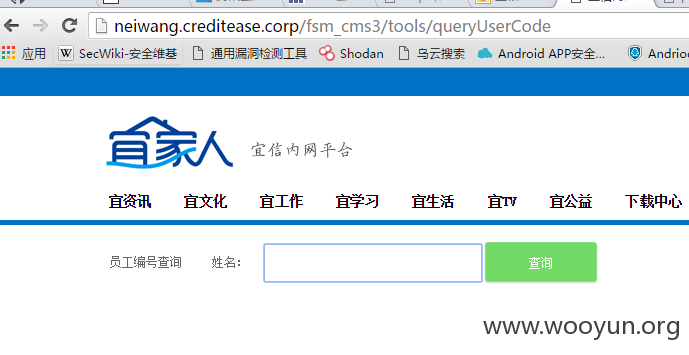 neiwang.creditease.corp/fsm_cms3/tools/queryUserCode
应用 W SecWiki-安全维基 通用漏洞检测工具 Shodan 乌云搜索 Android APP安全... Andrio
宜家人 宜信内网平台
宜资讯 宜文化 宜工作 宜学习 宜生活 宜TV 宜公益 下载中心
员工编号查询 姓名: 查询
www.wooyun.org